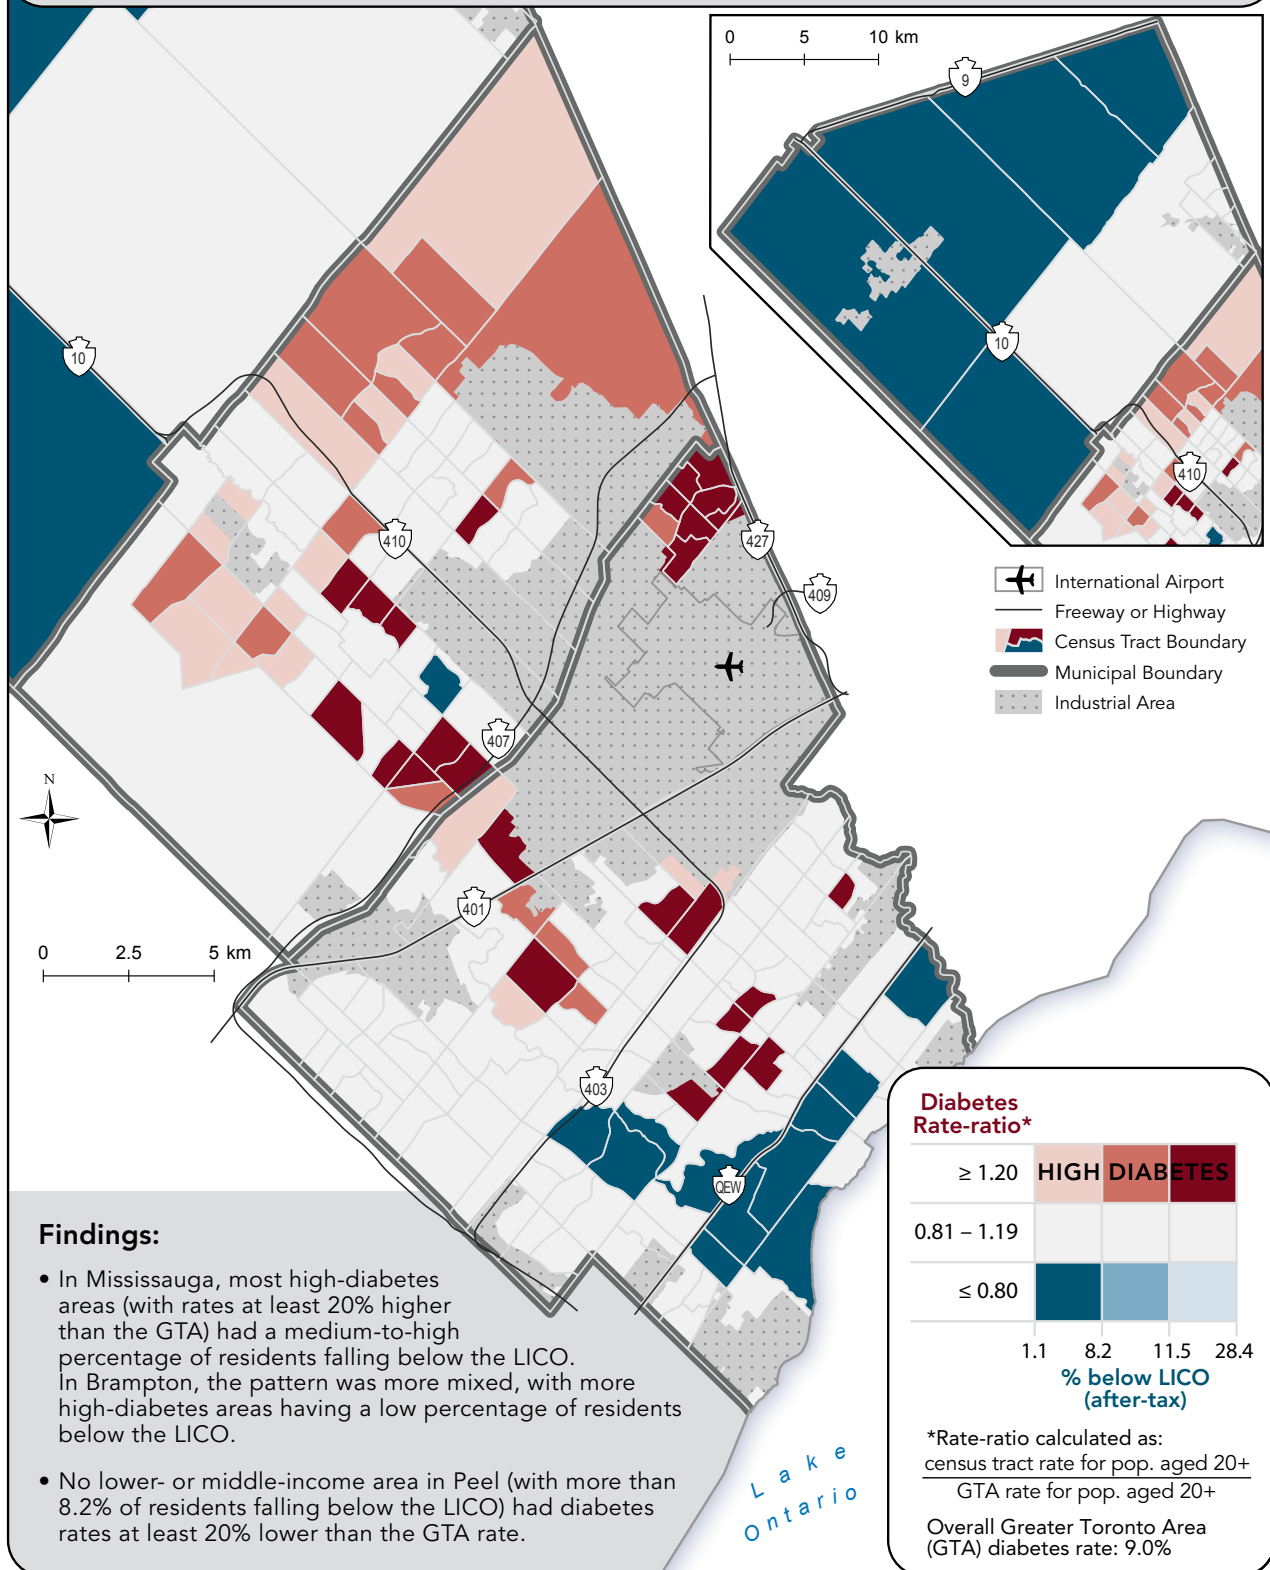 0 5 10 km
9
10
410
10
410
427
409
407
401
403
QEW
International Airport
Freeway or Highway
Census Tract Boundary
Municipal Boundary
Industrial Area
N
0 2.5 5 km
Findings:
• In Mississauga, most high-diabetes
areas (with rates at least 20% higher
than the GTA) had a medium-to-high
percentage of residents falling below the LICO.
In Brampton, the pattern was more mixed, with more
high-diabetes areas having a low percentage of residents
below the LICO.
• No lower- or middle-income area in Peel (with more than
8.2% of residents falling below the LICO) had diabetes
rates at least 20% lower than the GTA rate.
Lake
Ontario
Diabetes
Rate-ratio*
≥ 1.20 HIGH DIABETES
0.81 – 1.19
≤ 0.80
1.1 8.2 11.5 28.4
% below LICO
(after-tax)
*Rate-ratio calculated as:
census tract rate for pop. aged 20+
GTA rate for pop. aged 20+
Overall Greater Toronto Area
(GTA) diabetes rate: 9.0%